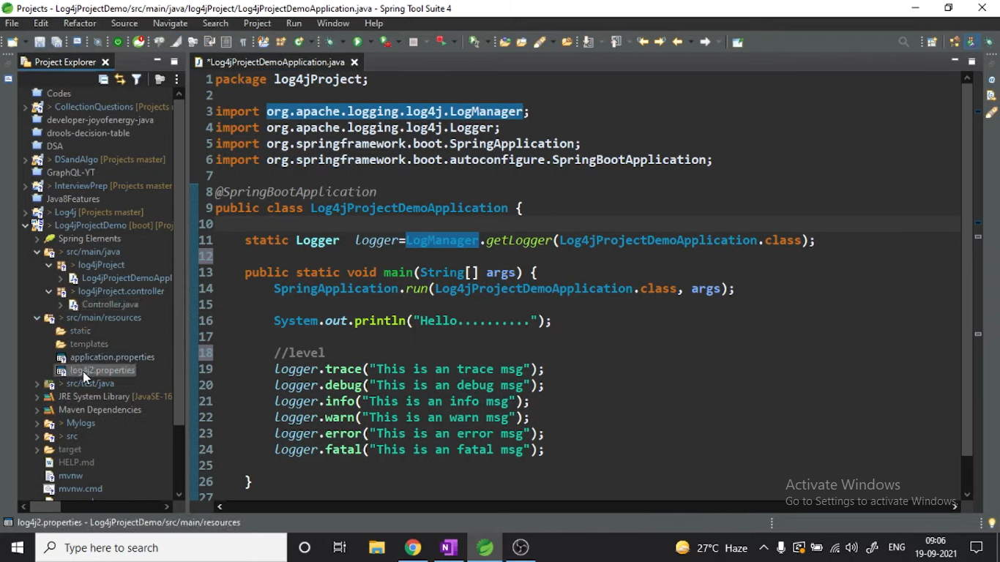 Projects - Log4jProjectDemo/src/main/java/log4jProject/Log4jProjectDemoApplication.java - Spring Tool Suite 4
File Edit Refactor Source Navigate Search Project Run Window Help
Project Explorer
*Log4jProjectDemoApplication.java
Codes
> CollectionQuestions [Projects
developer-joyofenergy-java
drools-decision-table
DSA
> DSandAlgo [Projects master]
GraphQL-YT
> InterviewPrep [Projects master
Java8Features
> Log4j [Projects master]
> Log4jProjectDemo [boot] [Proj
Spring Elements
> src/main/java
> log4jProject
Log4jProjectDemoAppl
> log4jProject.controller
Controller.java
> src/main/resources
static
templates
application.properties
log4j2.properties
> src/test/java
JRE System Library [JavaSE-16
Maven Dependencies
> Mylogs
> src
target
HELP.md
mvnw
mvnw.cmd
1 package log4jProject;
2
3 import org.apache.logging.log4j.LogManager;
4 import org.apache.logging.log4j.Logger;
5 import org.springframework.boot.SpringApplication;
6 import org.springframework.boot.autoconfigure.SpringBootApplication;
7
8 @SpringBootApplication
9 public class Log4jProjectDemoApplication {
10
11 static Logger logger=LogManager.getLogger(Log4jProjectDemoApplication.class);
12
13 public static void main(String[] args) {
14 SpringApplication.run(Log4jProjectDemoApplication.class, args);
15
16 System.out.println("Hello..........");
17
18 //level
19 logger.trace("This is an trace msg");
20 logger.debug("This is an debug msg");
21 logger.info("This is an info msg");
22 logger.warn("This is an warn msg");
23 logger.error("This is an error msg");
24 logger.fatal("This is an fatal msg");
25
26 }
27
Activate Windows
Go to Settings to activate Windows.
log4j2.properties - Log4jProjectDemo/src/main/resources
Type here to search
27°C Haze
ENG
09:06
19-09-2021